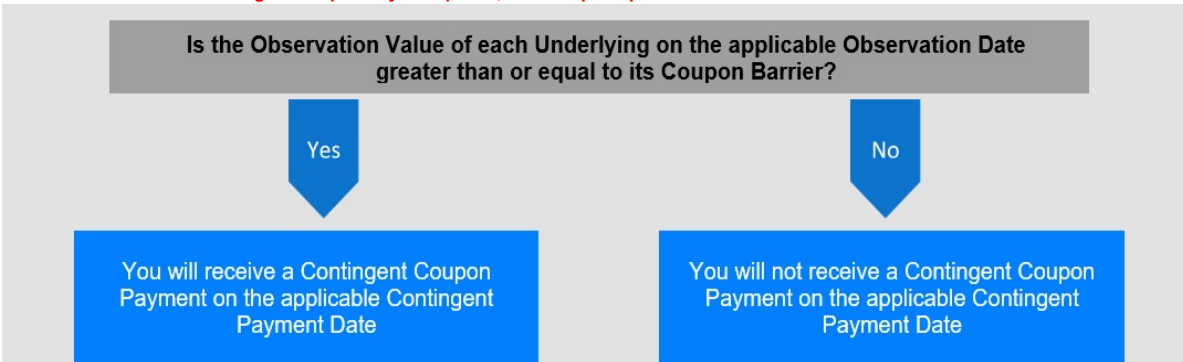 Is the Observation Value of each Underlying on the applicable Observation Date
greater than or equal to its Coupon Barrier?
Yes
No
You will receive a Contingent Coupon
Payment on the applicable Contingent
Payment Date
You will not receive a Contingent Coupon
Payment on the applicable Contingent
Payment Date